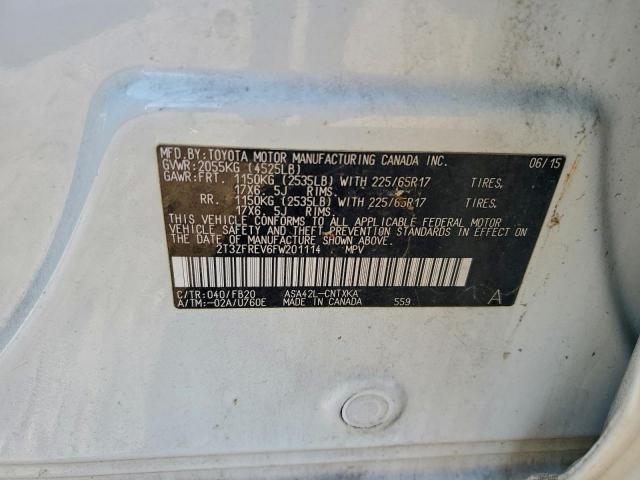 MFD.BY:TOYOTA MOTOR MANUFACTURING CANADA INC. 06/15
GVWR:2055KG (4525LB)
GAWR:FRT. 1150KG (2535LB) WITH 225/65R17 TIRES.
17X6.5J RIMS.
RR. 1150KG (2535LB) WITH 225/65R17 TIRES.
17X6.5J RIMS.
THIS VEHICLE CONFORMS TO ALL APPLICABLE FEDERAL MOTOR
VEHICLE SAFETY AND THEFT PREVENTION STANDARDS IN EFFECT ON
THE DATE OF MANUFACTURE SHOWN ABOVE.
2T3ZFREV6FW201114 MPV
C/TR:040/FB20 ASA42L-CNTXKA A
A/TM:-02A/U760E MADE IN CANADA 559